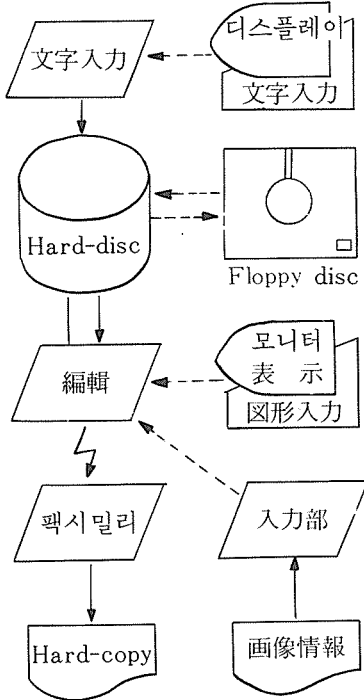 文字入力
디스플레이
文字入力
Hard-disc
Floppy disc
編輯
모니터
表 示
図形入力
팩시밀리
入力部
Hard-copy
画像情報